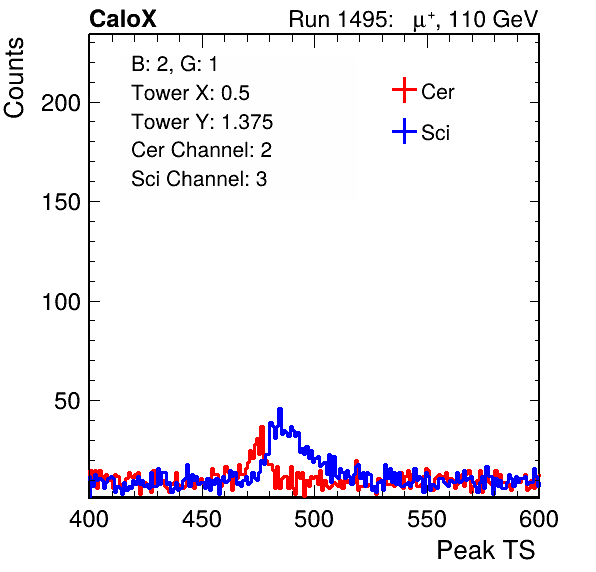 CaloX Run 1495: μ⁺, 110 GeV
Counts
B: 2, G: 1
Tower X: 0.5
Tower Y: 1.375
Cer Channel: 2
Sci Channel: 3
Cer
Sci
200
150
100
50
400 450 500 550 600
Peak TS